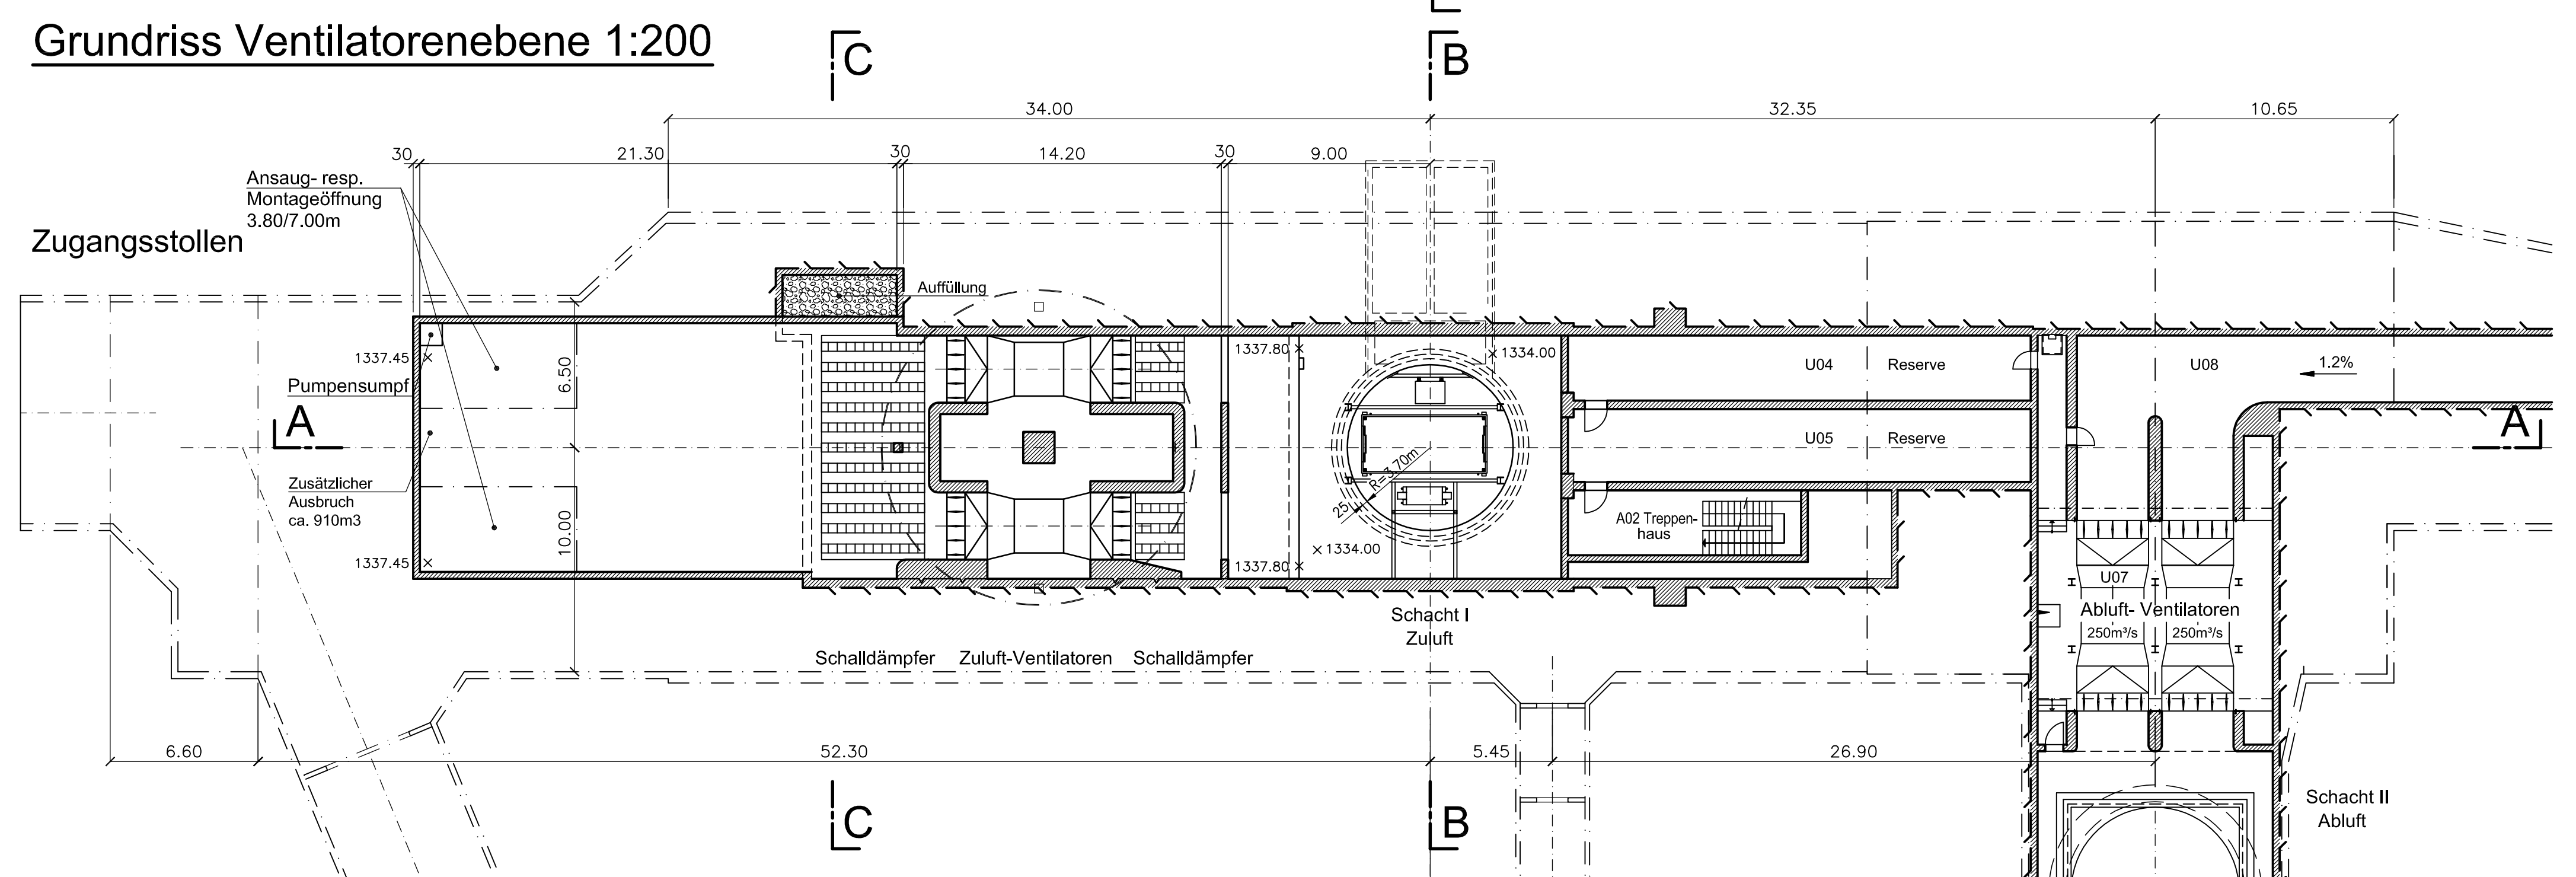 Grundriss Ventilatorenebene 1:200
C
B
34.00
32.35
10.65
30
21.30
30
14.20
30
9.00
Ansaug- resp.
Montageöffnung
3.80/7.00m
Zugangsstollen
Auffüllung
1337.45
1337.80
1334.00
U04 Reserve
U08
1.2%
Pumpensumpf
6.50
A
A
U05 Reserve
R=3.70m
25
Zusätzlicher
Ausbruch
ca. 910m3
10.00
A02 Treppen-
haus
1334.00
1337.45
1337.80
U07
Abluft- Ventilatoren
250m³/s
250m³/s
Schacht I
Zuluft
Schalldämpfer
Zuluft-Ventilatoren
Schalldämpfer
6.60
52.30
5.45
26.90
C
B
Schacht II
Abluft